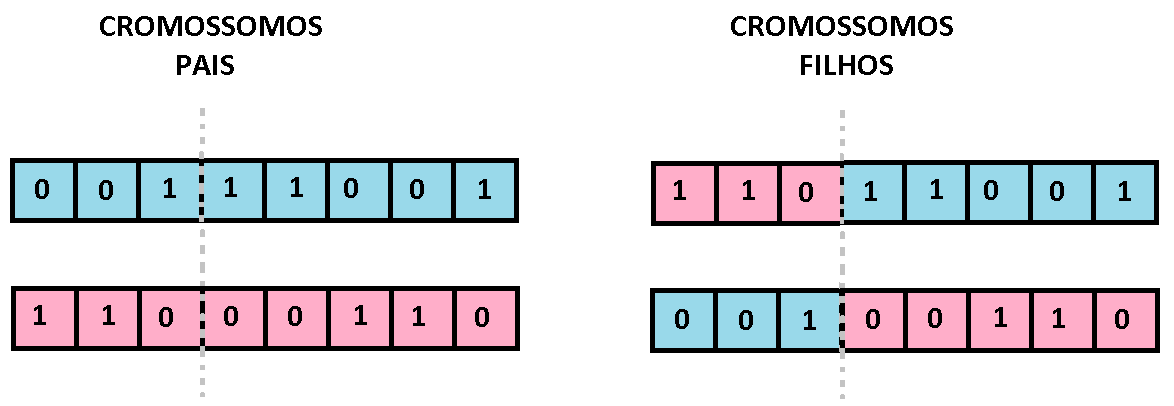 CROMOSSOMOS
PAIS
CROMOSSOMOS
FILHOS
0 0 1 1 1 0 0 1
1 1 0 1 1 0 0 1
1 1 0 0 0 1 1 0
0 0 1 0 0 1 1 0